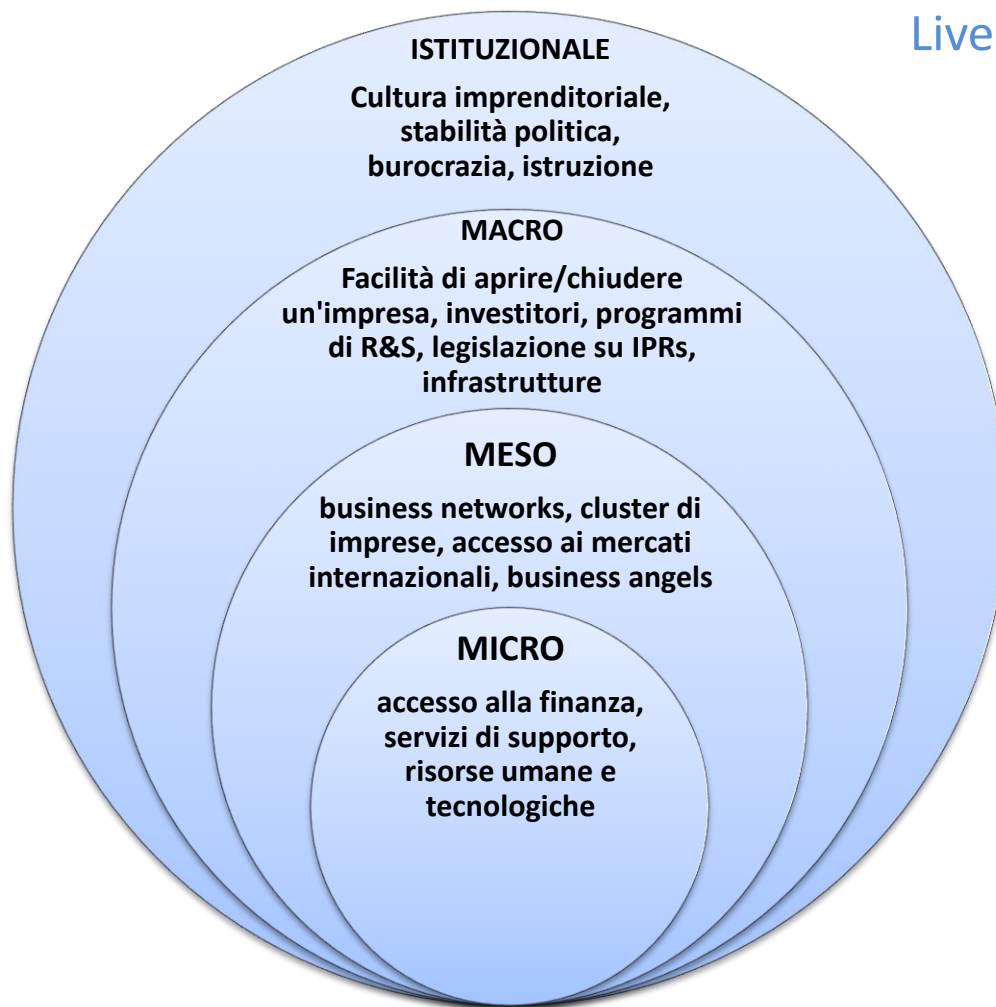 Live
ISTITUZIONALE
Cultura imprenditoriale,
stabilità politica,
burocrazia, istruzione
MACRO
Facilità di aprire/chiudere
un'impresa, investitori, programmi
di R&S, legislazione su IPRs,
infrastrutture
MESO
business networks, cluster di
imprese, accesso ai mercati
internazionali, business angels
MICRO
accesso alla finanza,
servizi di supporto,
risorse umane e
tecnologiche